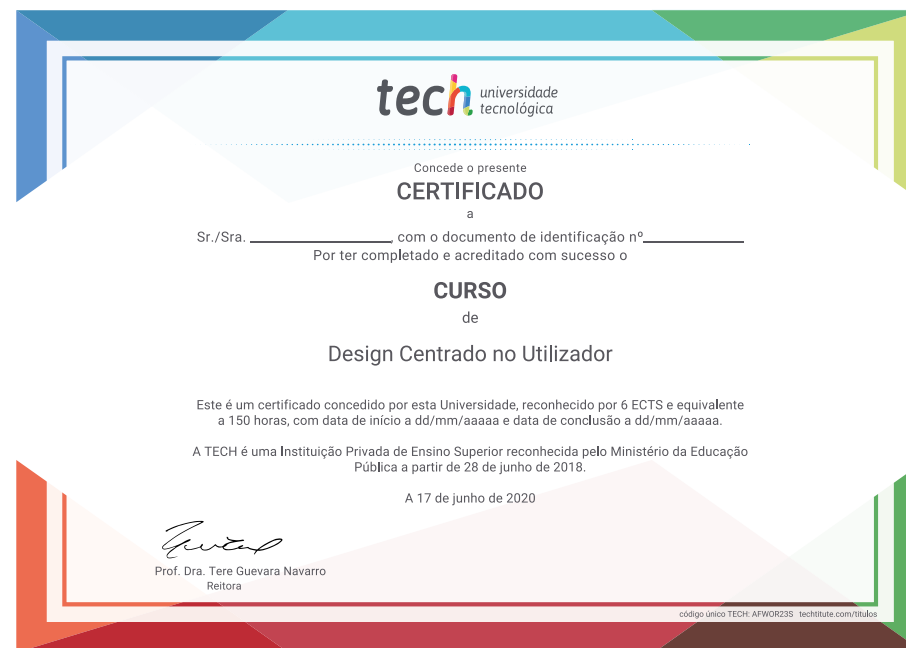 tech universidade
tecnológica
Concede o presente
CERTIFICADO
a
Sr./Sra. ________________, com o documento de identificação nº____________
Por ter completado e acreditado com sucesso o
CURSO
de
Design Centrado no Utilizador
Este é um certificado concedido por esta Universidade, reconhecido por 6 ECTS e equivalente
a 150 horas, com data de início a dd/mm/aaaaa e data de conclusão a dd/mm/aaaaa.
A TECH é uma Instituição Privada de Ensino Superior reconhecida pelo Ministério da Educação
Pública a partir de 28 de junho de 2018.
A 17 de junho de 2020
Prof. Dra. Tere Guevara Navarro
Reitora
código único TECH: AFWOR23S techtitute.com/titulos